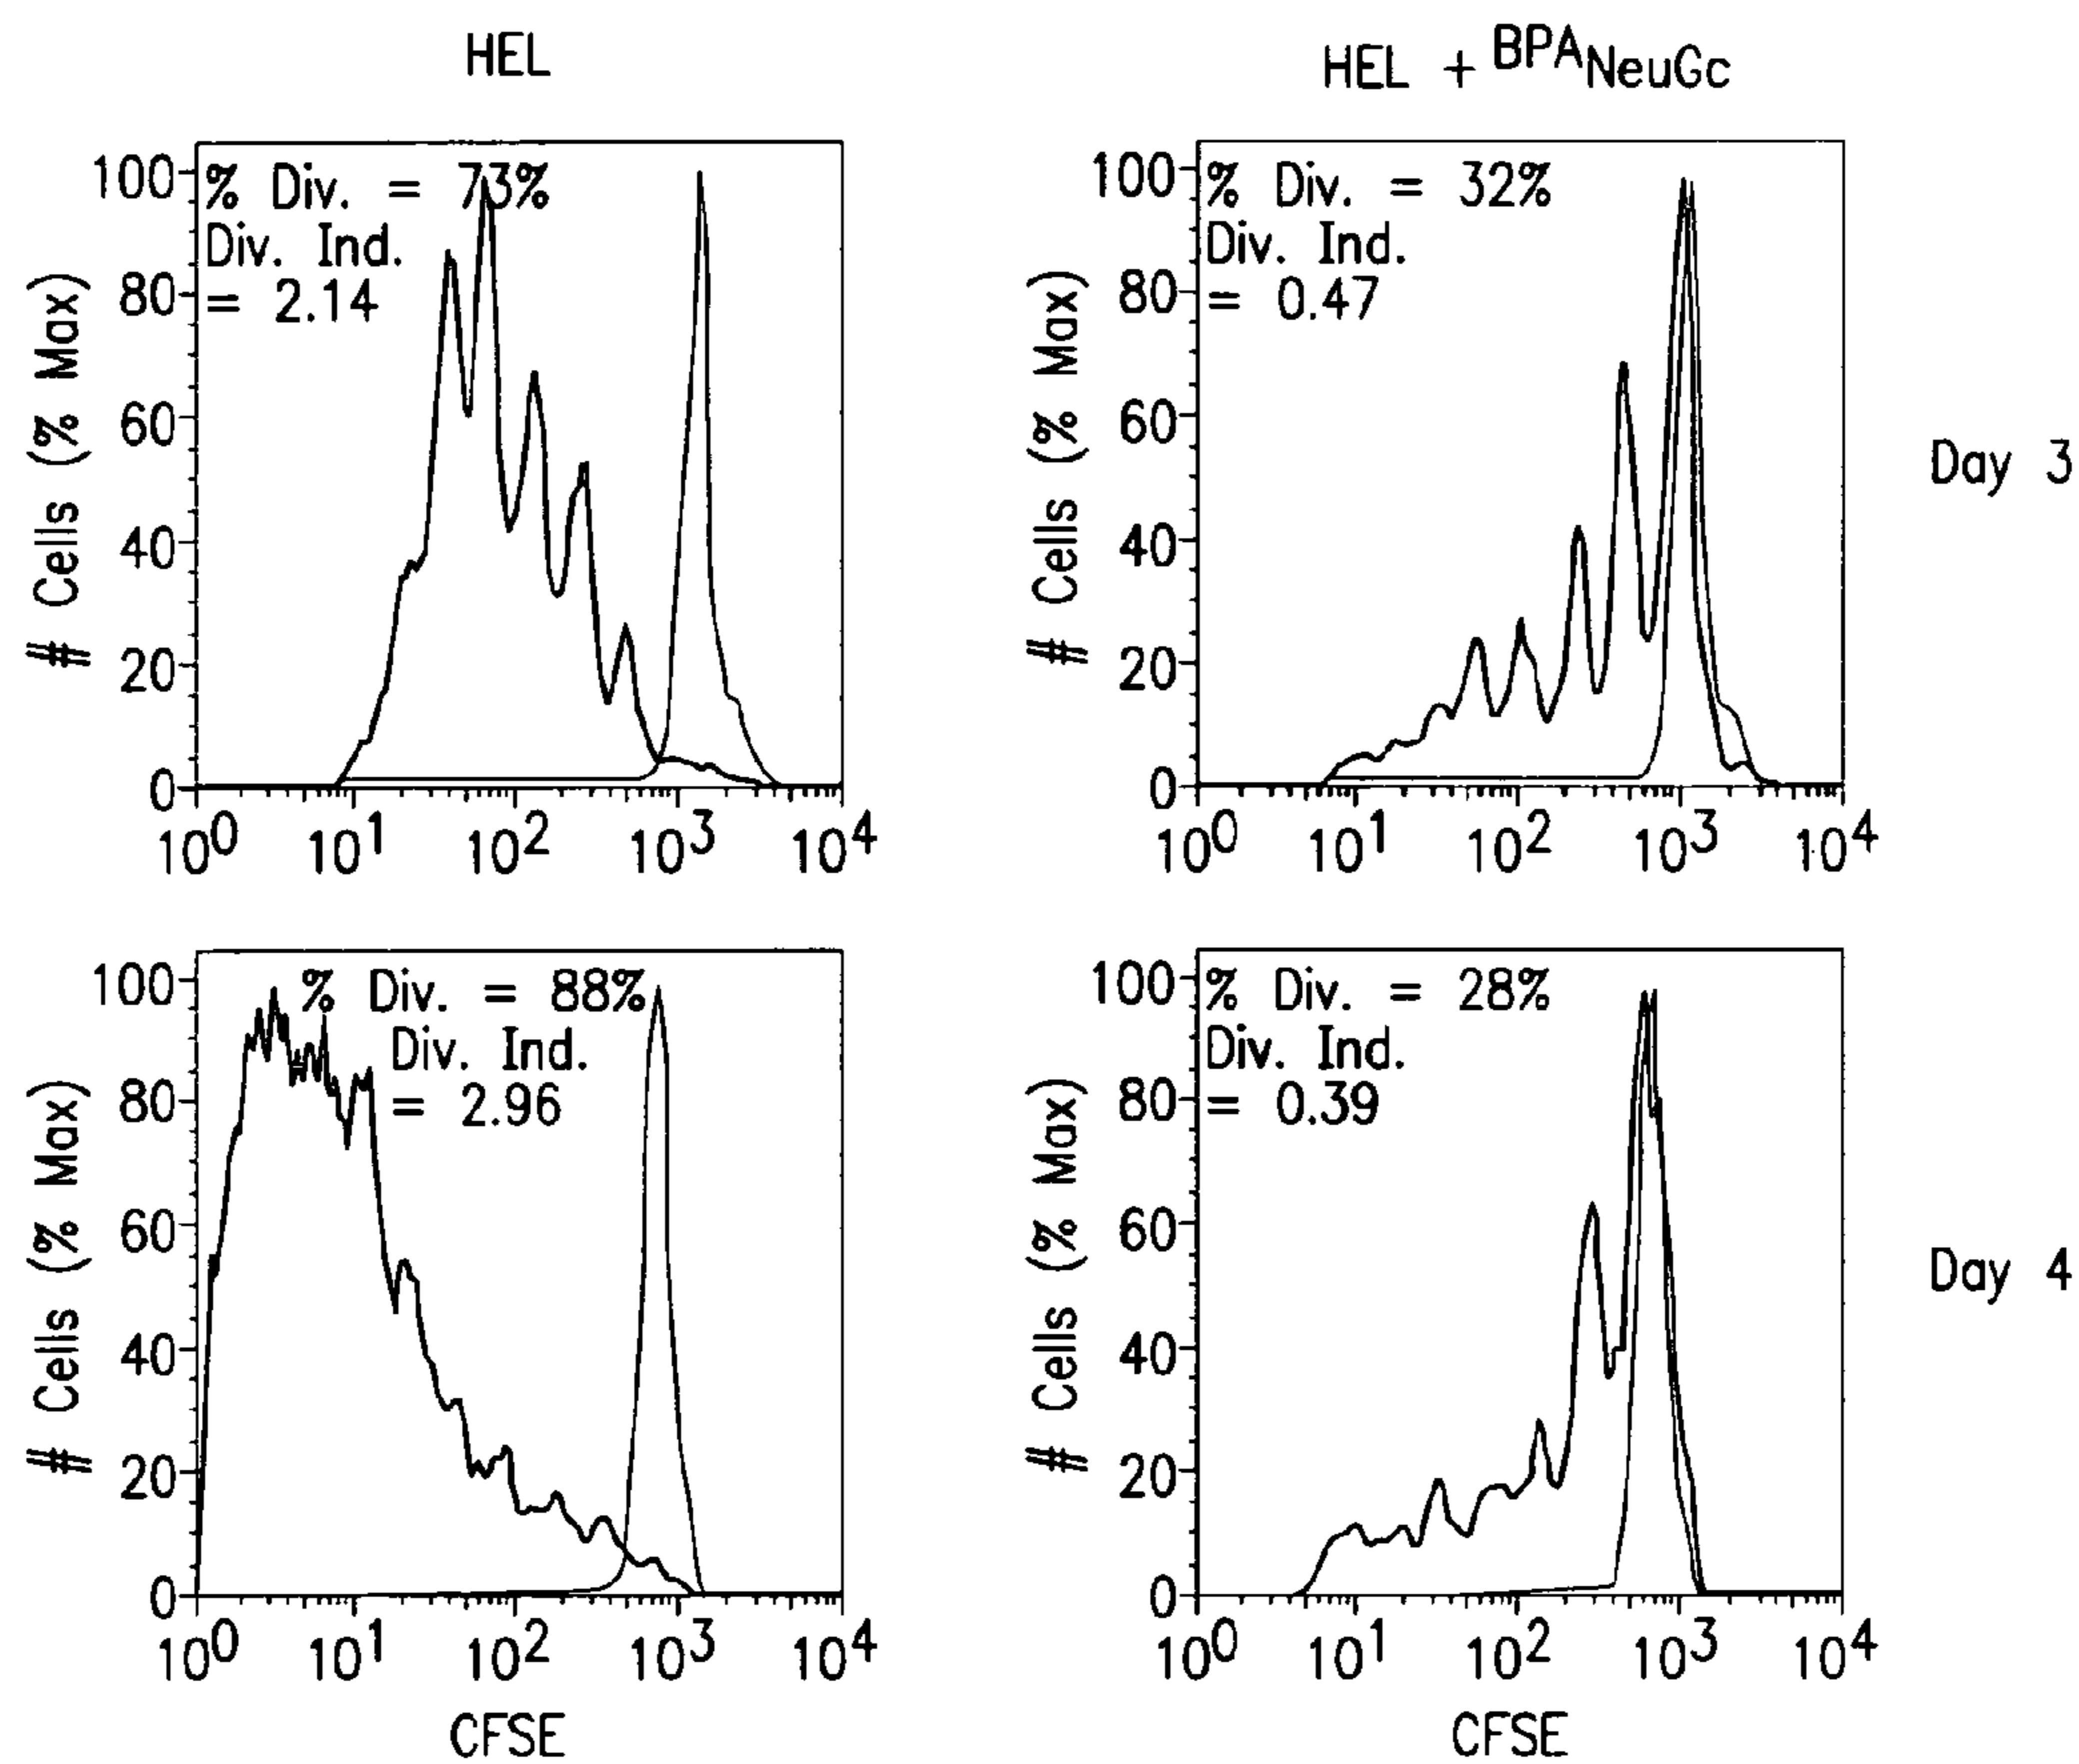 HEL
HEL + BPANeuGc
% Div. = 73%
Div. Ind.
= 2.14
# Cells (% Max)
100
80
60
40
20
0
10^0 10^1 10^2 10^3 10^4
% Div. = 32%
Div. Ind.
= 0.47
# Cells (% Max)
100
80
60
40
20
0
10^0 10^1 10^2 10^3 10^4
Day 3
% Div. = 88%
Div. Ind.
= 2.96
# Cells (% Max)
100
80
60
40
20
0
10^0 10^1 10^2 10^3 10^4
CFSE
% Div. = 28%
Div. Ind.
= 0.39
# Cells (% Max)
100
80
60
40
20
0
10^0 10^1 10^2 10^3 10^4
CFSE
Day 4